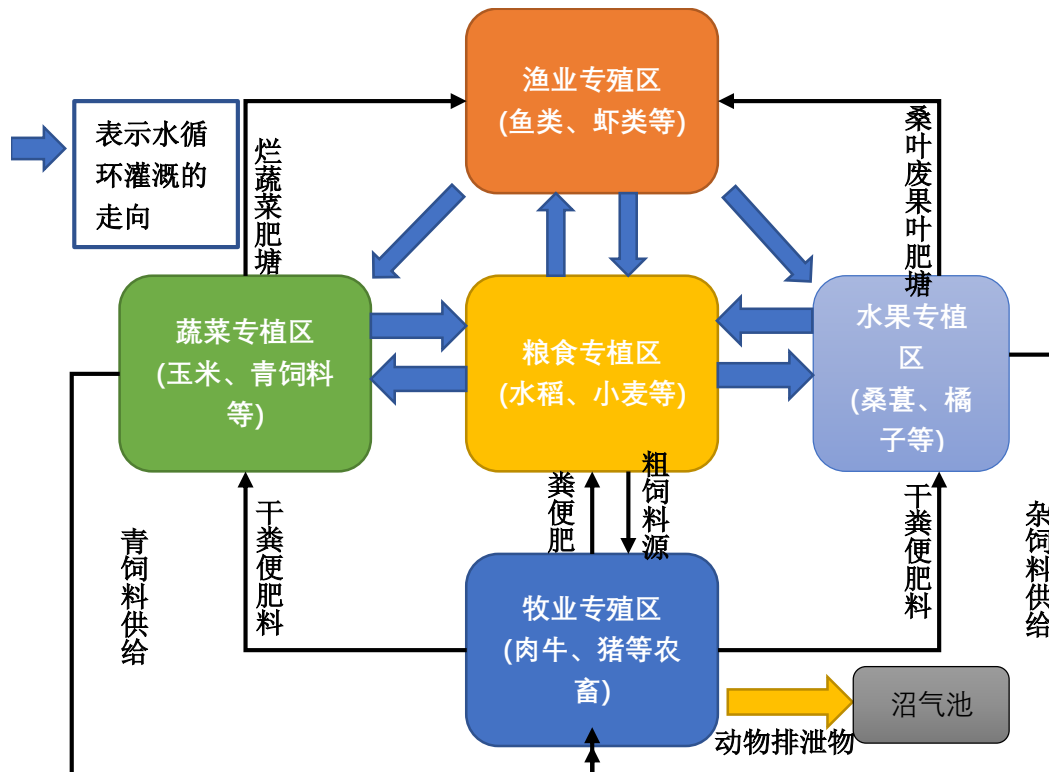 渔业专殖区
(鱼类、虾类等)
表示水循
环灌溉的
走向
烂蔬菜肥塘
桑叶废果叶肥塘
蔬菜专植区
(玉米、青饲料
等)
粮食专植区
(水稻、小麦等)
水果专植
区
(桑葚、橘
子等)
青饲料供给
干粪便肥料
粪便肥
粗饲料源
干粪便肥料
杂饲料供给
牧业专殖区
(肉牛、猪等农
畜)
动物排泄物
沼气池